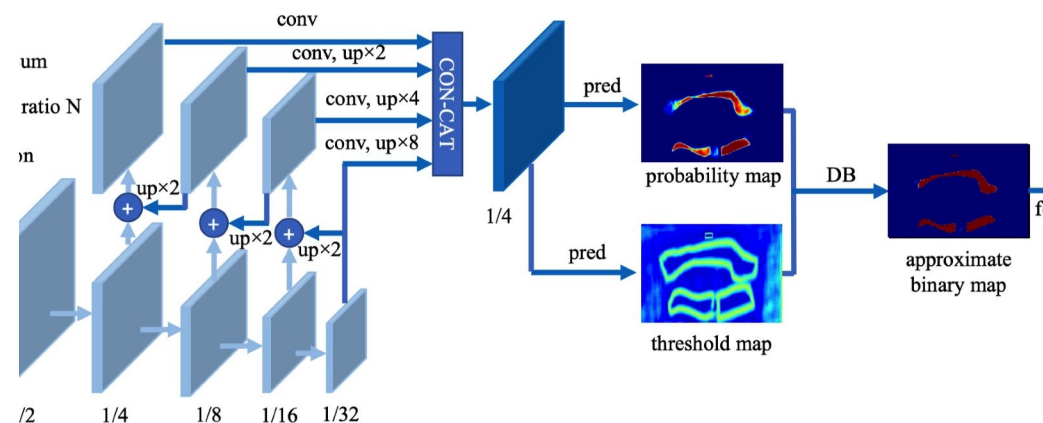 conv
conv, up×2
um
ratio N
conv, up×4
on
conv, up×8
CON-CAT
pred
probability map
up×2
up×2
up×2
1/4
DB
pred
approximate
binary map
threshold map
/2
1/4
1/8
1/16
1/32